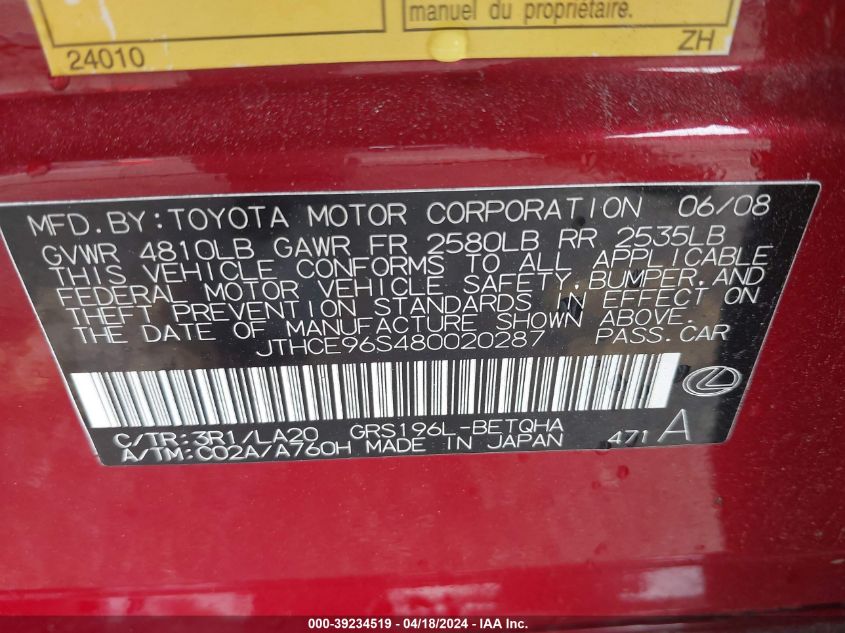 manuel du propriétaire.
24010 ZH
MFD. BY: TOYOTA MOTOR CORPORATION 06/08
GVWR 4810LB GAWR FR 2580LB RR 2535LB
THIS VEHICLE CONFORMS TO ALL APPLICABLE
FEDERAL MOTOR VEHICLE SAFETY, BUMPER, AND
THEFT PREVENTION STANDARDS IN EFFECT ON
THE DATE OF MANUFACTURE SHOWN ABOVE.
JTHCE96S480020287 PASS. CAR
C/TR: 3R1/LA20 GRS196L-BETQHA
A/TM: C02A/A760H MADE IN JAPAN 471 A
000-39234519 - 04/18/2024 - IAA Inc.